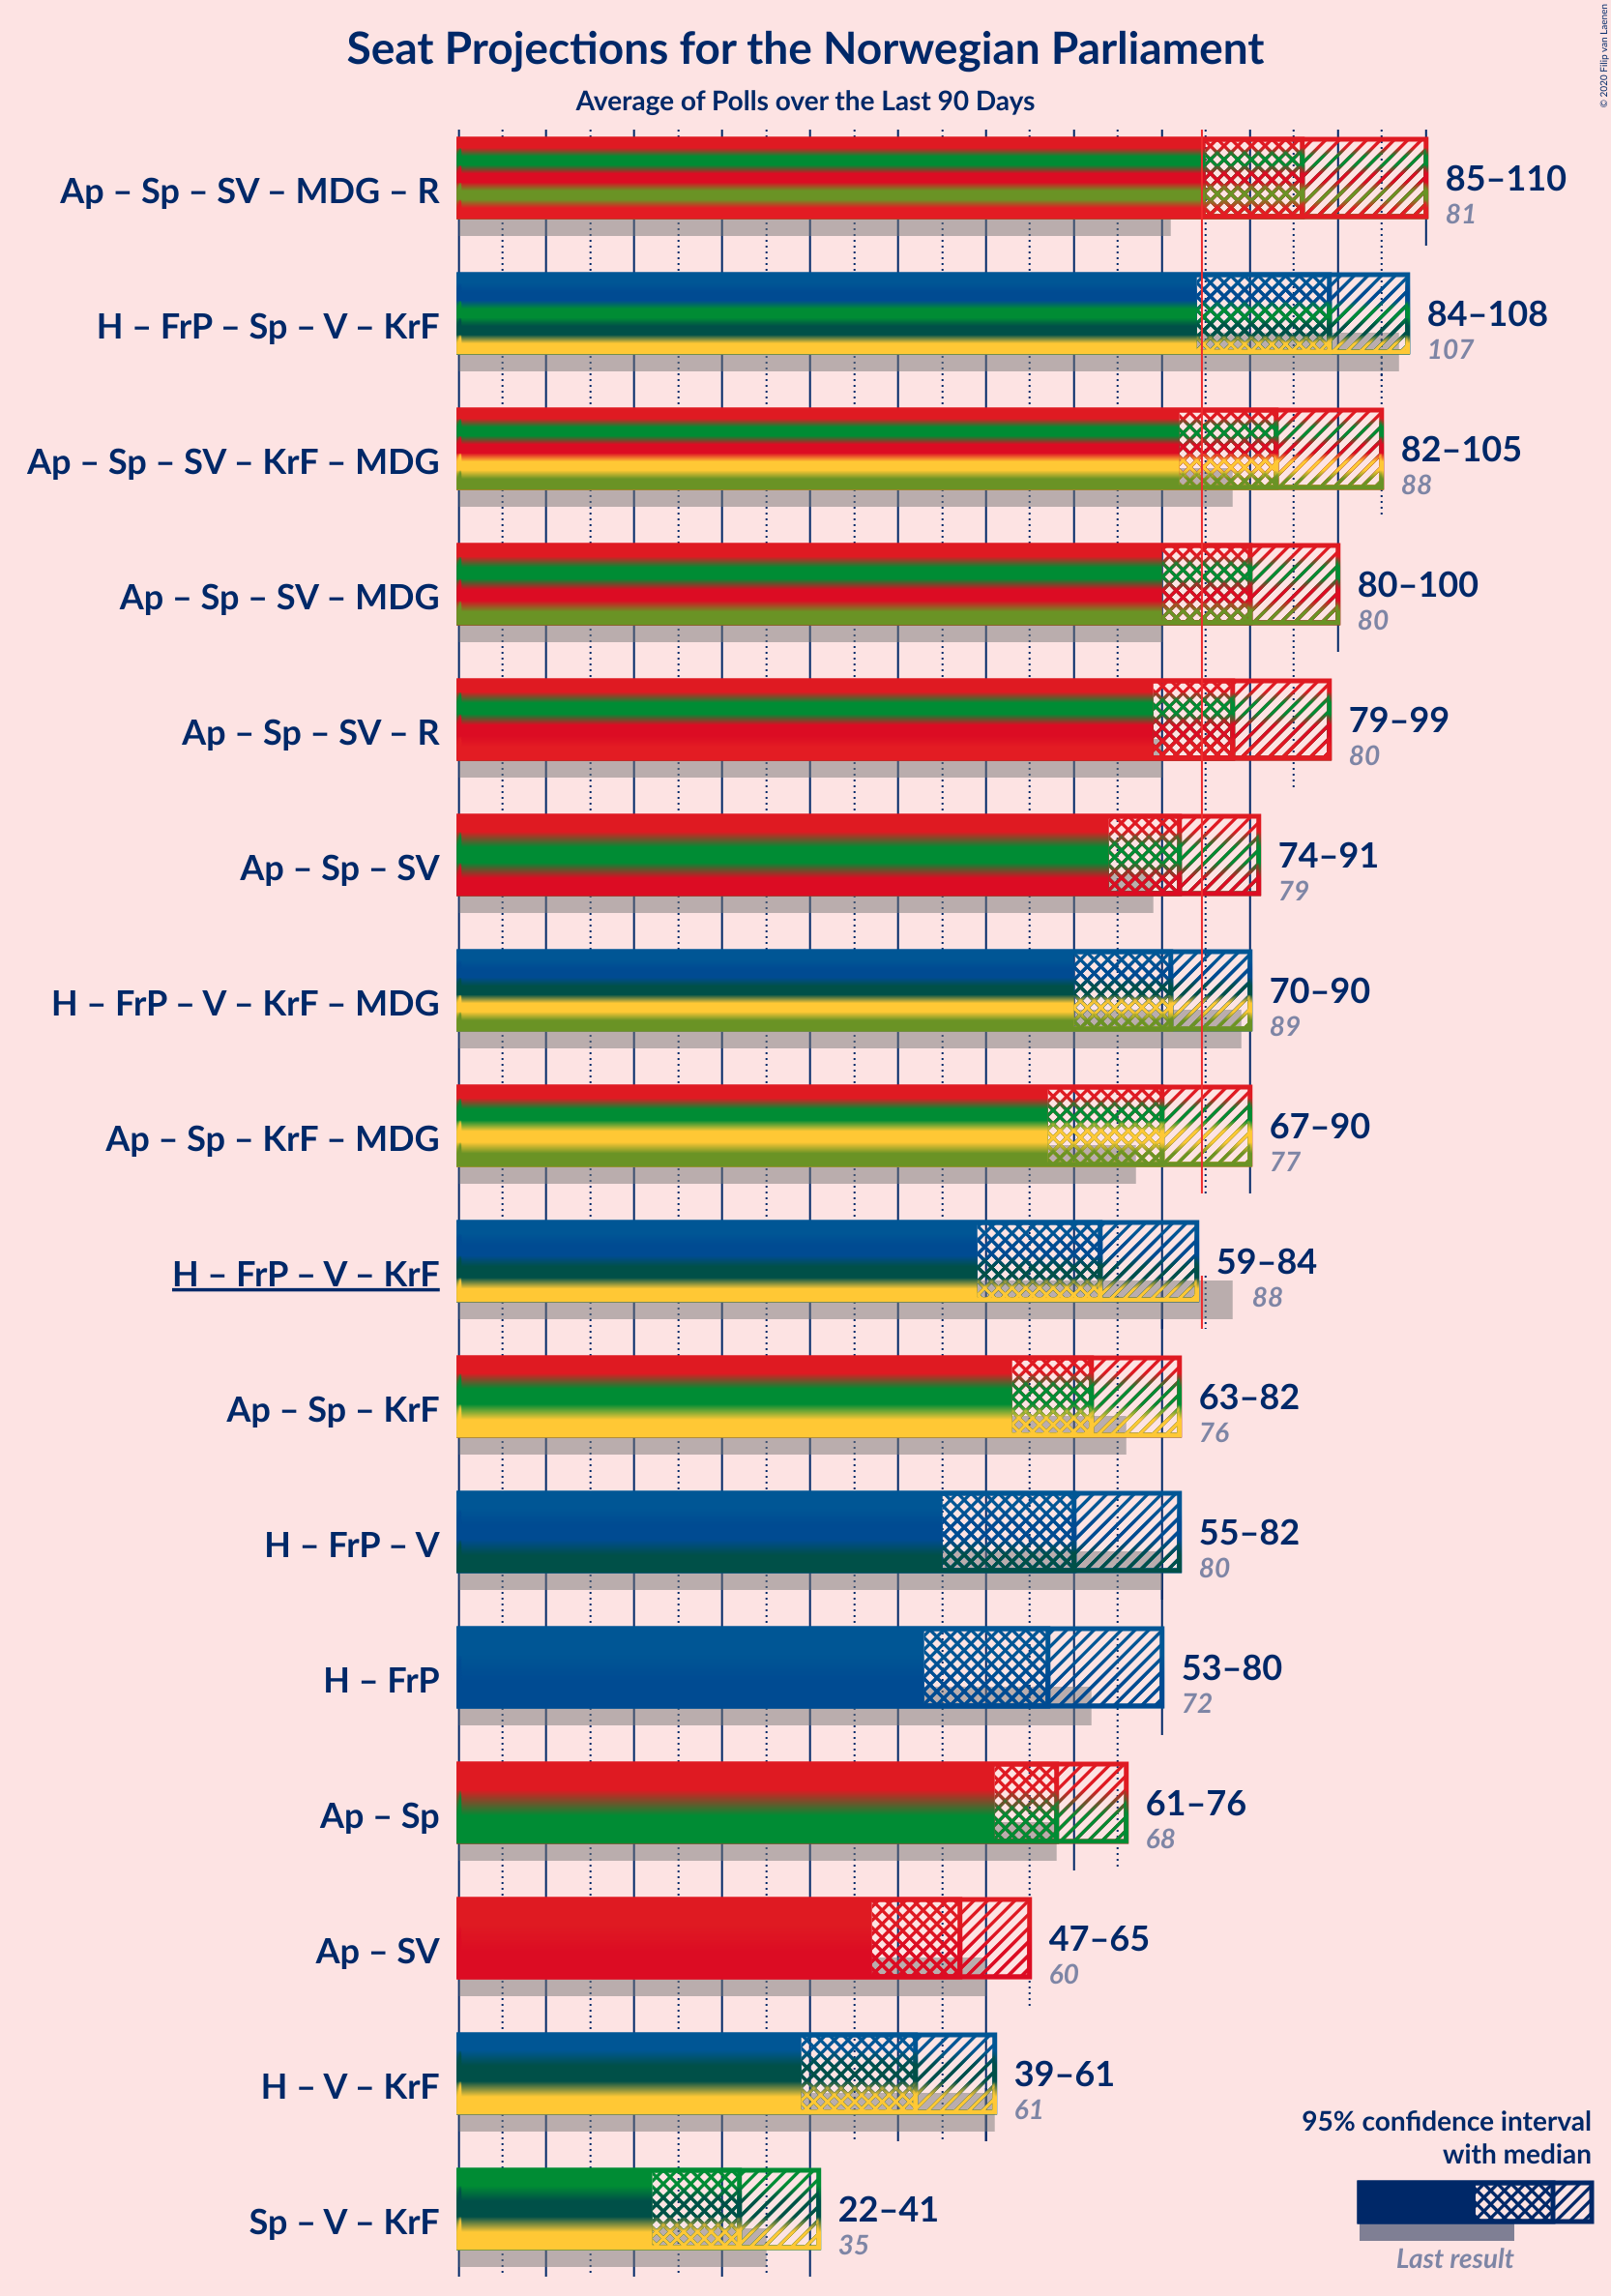 Seat Projections for the Norwegian Parliament
Average of Polls over the Last 90 Days
© 2020 Filip van Laenen
Ap – Sp – SV – MDG – R
85–110
81
H – FrP – Sp – V – KrF
84–108
107
Ap – Sp – SV – KrF – MDG
82–105
88
Ap – Sp – SV – MDG
80–100
80
Ap – Sp – SV – R
79–99
80
Ap – Sp – SV
74–91
79
H – FrP – V – KrF – MDG
70–90
89
Ap – Sp – KrF – MDG
67–90
77
H – FrP – V – KrF
59–84
88
Ap – Sp – KrF
63–82
76
H – FrP – V
55–82
80
H – FrP
53–80
72
Ap – Sp
61–76
68
Ap – SV
47–65
60
H – V – KrF
39–61
61
Sp – V – KrF
22–41
35
95% confidence interval
with median
Last result